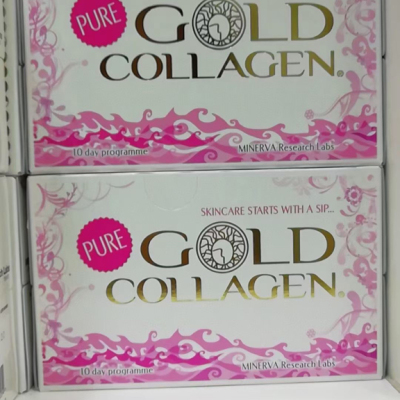 PURE
GOLD
COLLAGEN®
10 day programme
MINERVA Research Labs
SKINCARE STARTS WITH A SIP...
PURE
GOLD
COLLAGEN®
10 day programme
MINERVA Research Labs